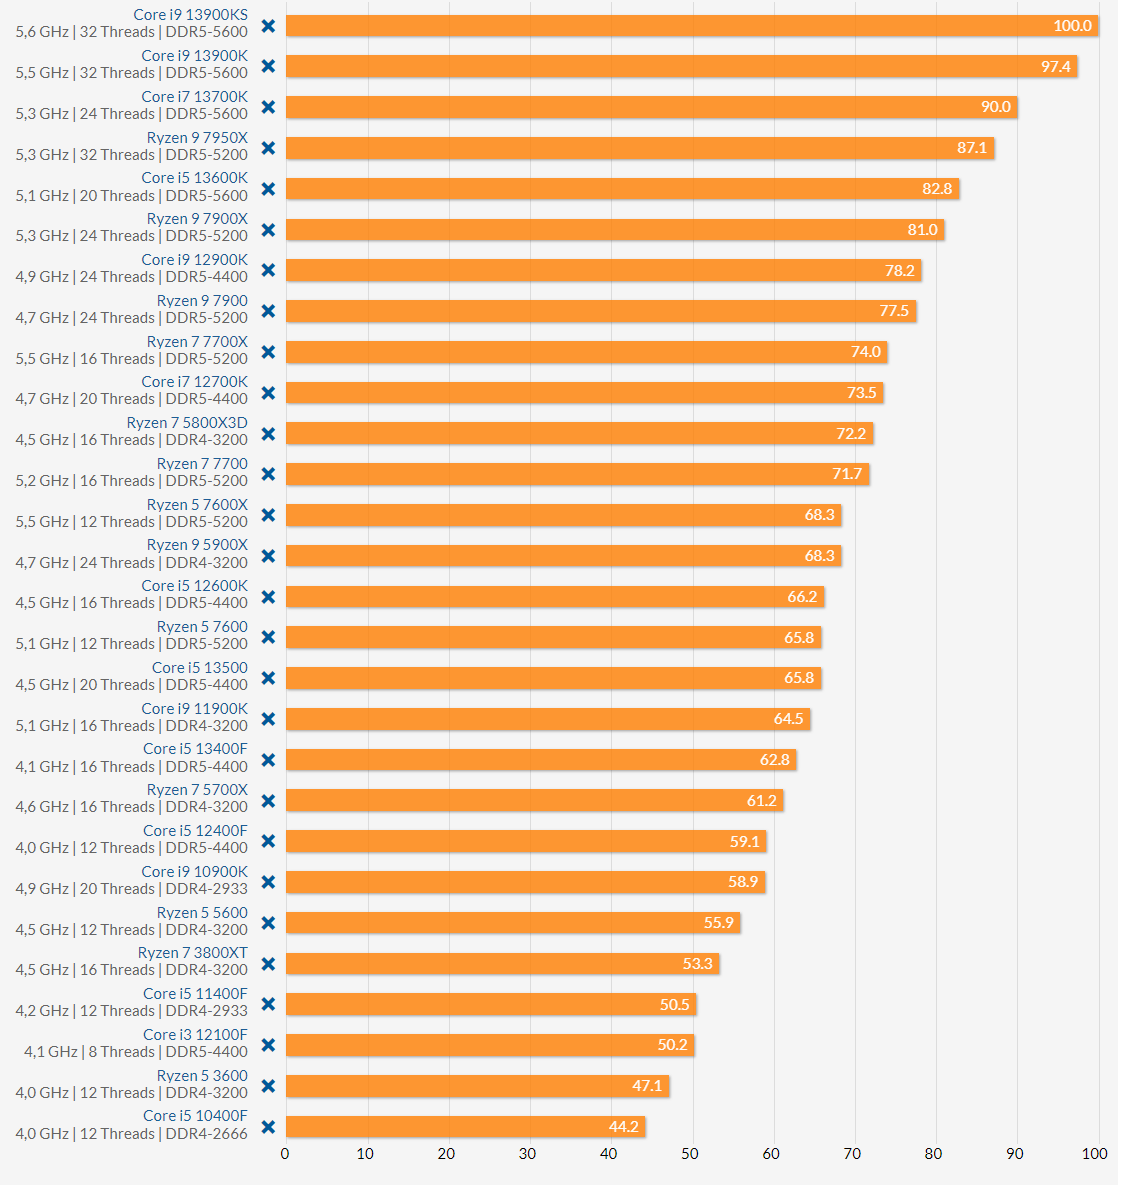 Core i9 13900KS
5,6 GHz | 32 Threads | DDR5-5600
100.0
Core i9 13900K
5,5 GHz | 32 Threads | DDR5-5600
97.4
Core i7 13700K
5,3 GHz | 24 Threads | DDR5-5600
90.0
Ryzen 9 7950X
5,3 GHz | 32 Threads | DDR5-5200
87.1
Core i5 13600K
5,1 GHz | 20 Threads | DDR5-5600
82.8
Ryzen 9 7900X
5,3 GHz | 24 Threads | DDR5-5200
81.0
Core i9 12900K
4,9 GHz | 24 Threads | DDR5-4400
78.2
Ryzen 9 7900
4,7 GHz | 24 Threads | DDR5-5200
77.5
Ryzen 7 7700X
5,5 GHz | 16 Threads | DDR5-5200
74.0
Core i7 12700K
4,7 GHz | 20 Threads | DDR5-4400
73.5
Ryzen 7 5800X3D
4,5 GHz | 16 Threads | DDR4-3200
72.2
Ryzen 7 7700
5,2 GHz | 16 Threads | DDR5-5200
71.7
Ryzen 5 7600X
5,5 GHz | 12 Threads | DDR5-5200
68.3
Ryzen 9 5900X
4,7 GHz | 24 Threads | DDR4-3200
68.3
Core i5 12600K
4,5 GHz | 16 Threads | DDR5-4400
66.2
Ryzen 5 7600
5,1 GHz | 12 Threads | DDR5-5200
65.8
Core i5 13500
4,5 GHz | 20 Threads | DDR5-4400
65.8
Core i9 11900K
5,1 GHz | 16 Threads | DDR4-3200
64.5
Core i5 13400F
4,1 GHz | 16 Threads | DDR5-4400
62.8
Ryzen 7 5700X
4,6 GHz | 16 Threads | DDR4-3200
61.2
Core i5 12400F
4,0 GHz | 12 Threads | DDR5-4400
59.1
Core i9 10900K
4,9 GHz | 20 Threads | DDR4-2933
58.9
Ryzen 5 5600
4,5 GHz | 12 Threads | DDR4-3200
55.9
Ryzen 7 3800XT
4,5 GHz | 16 Threads | DDR4-3200
53.3
Core i5 11400F
4,2 GHz | 12 Threads | DDR4-2933
50.5
Core i3 12100F
4,1 GHz | 8 Threads | DDR5-4400
50.2
Ryzen 5 3600
4,0 GHz | 12 Threads | DDR4-3200
47.1
Core i5 10400F
4,0 GHz | 12 Threads | DDR4-2666
44.2
0 10 20 30 40 50 60 70 80 90 100